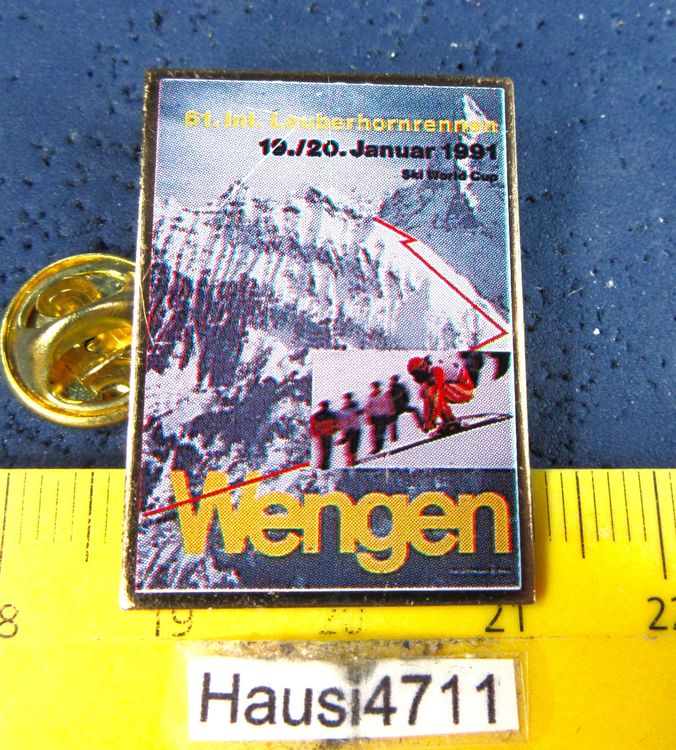 61. Int. Lauberhornrennen
19./20. Januar 1991
Ski World Cup
Wengen
8 19 20 21 22
Hausi4711